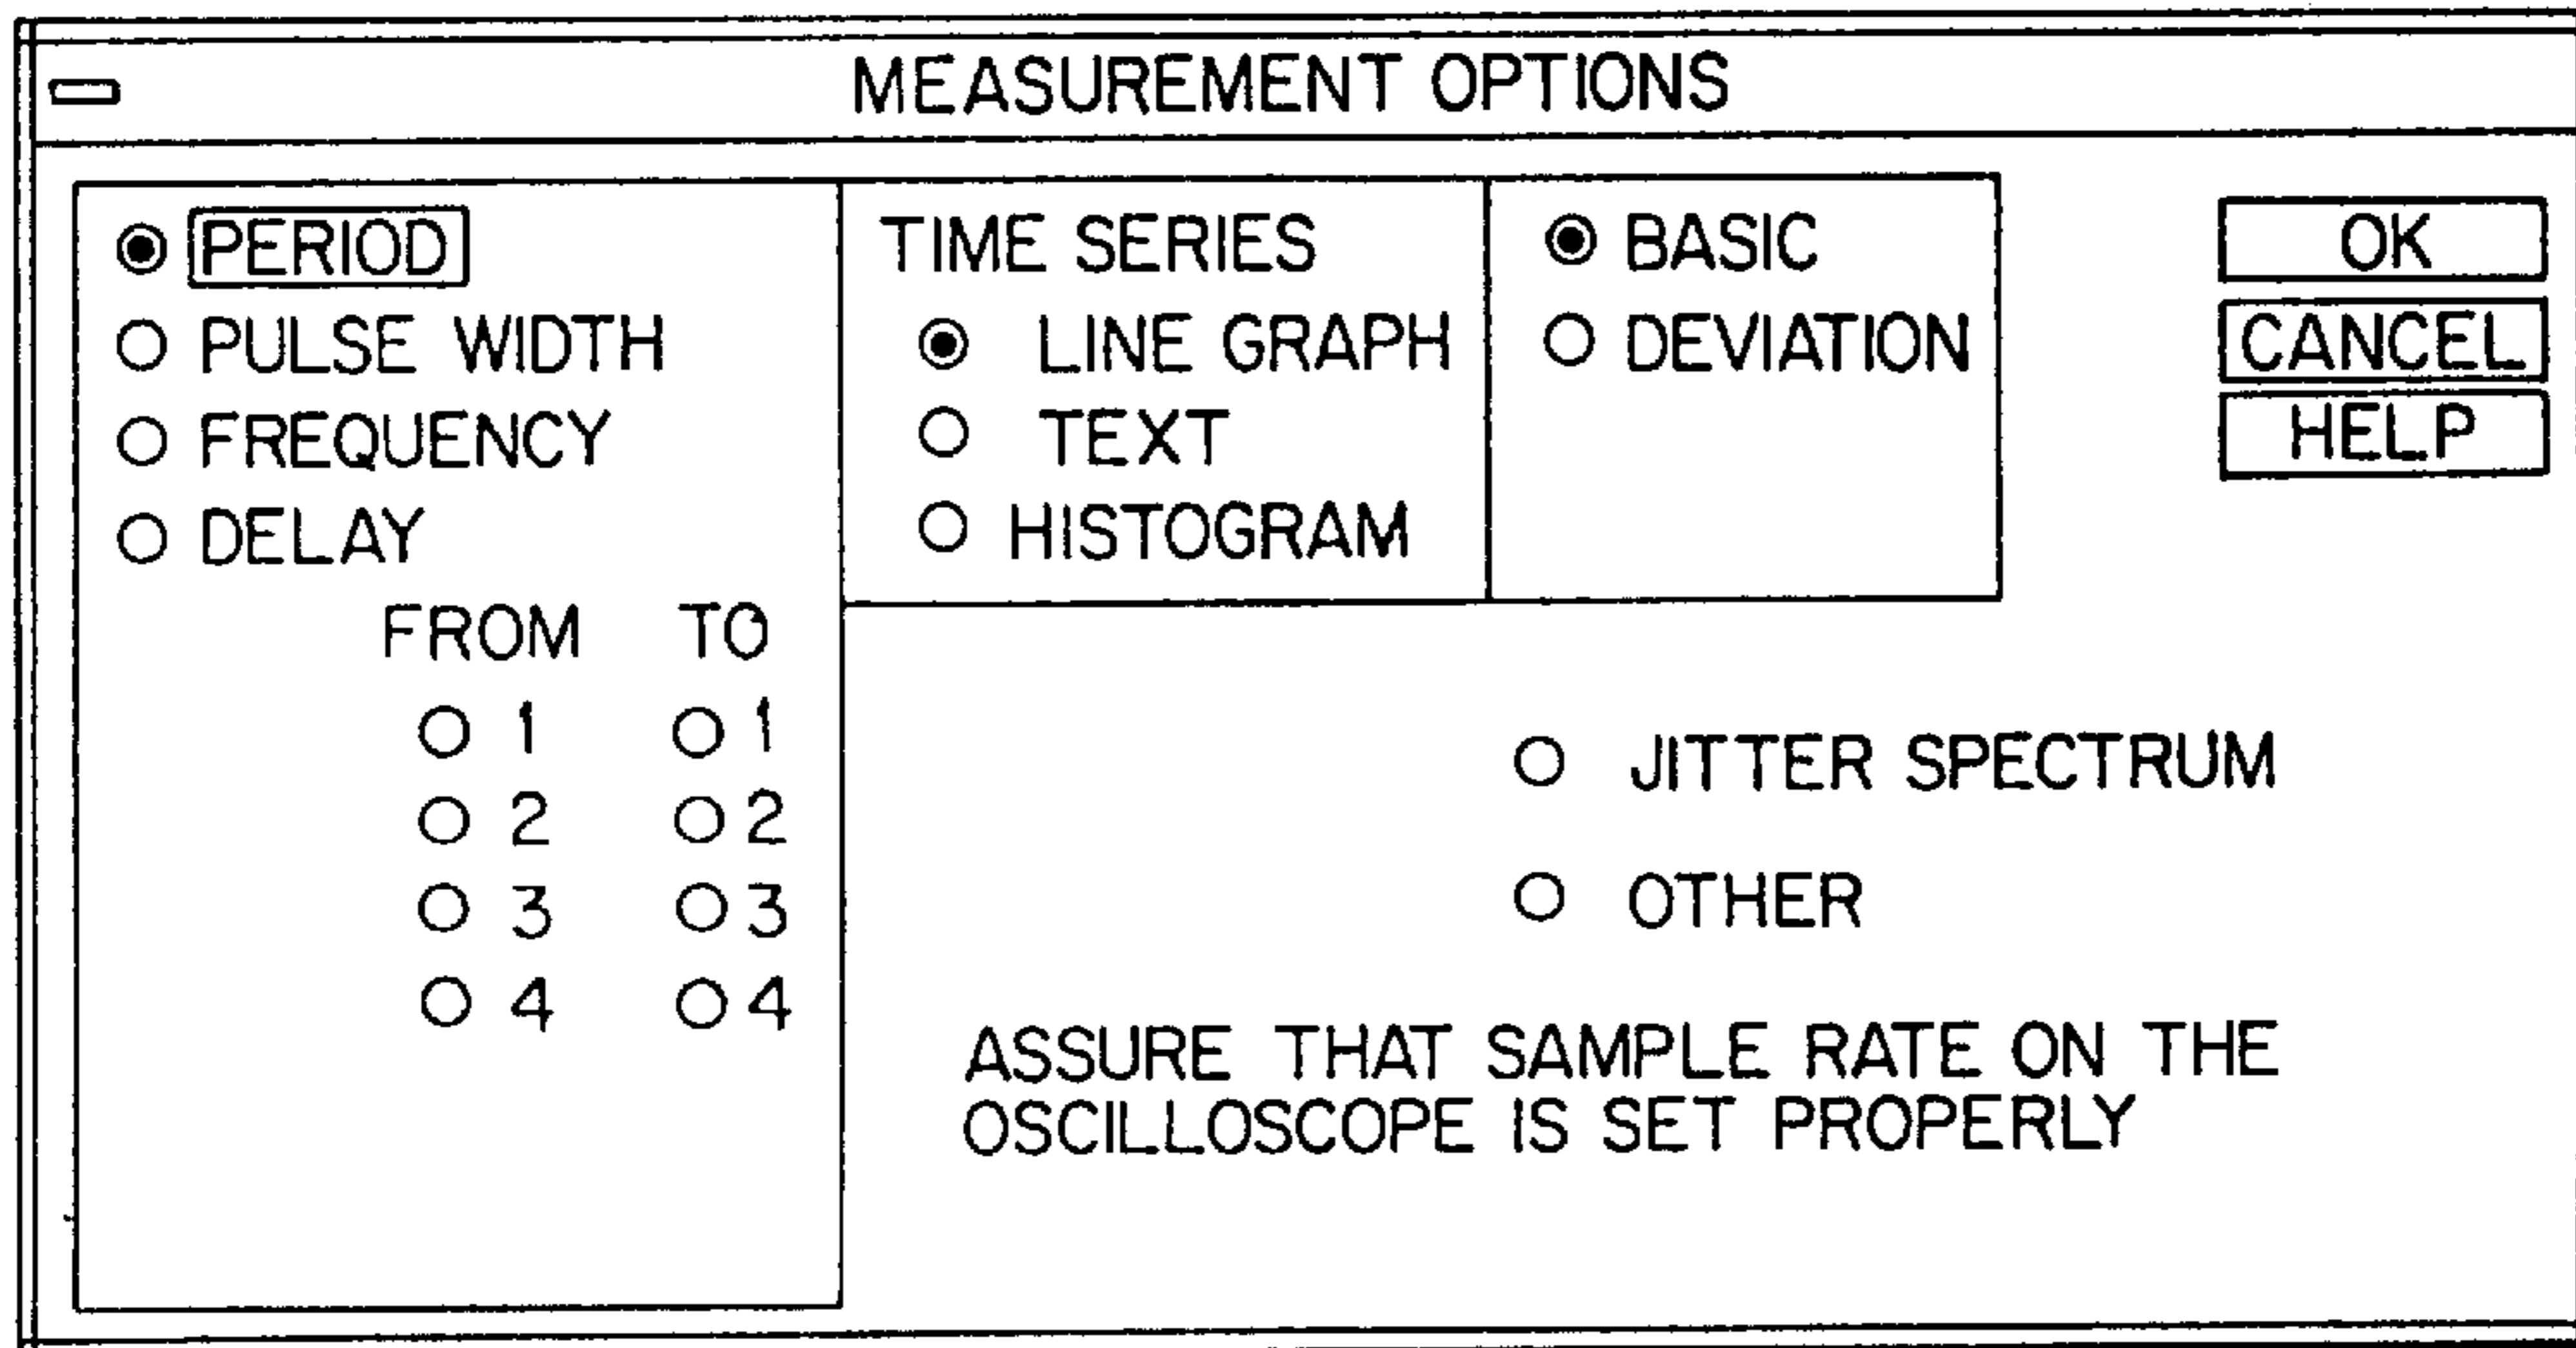 MEASUREMENT OPTIONS
PERIOD
PULSE WIDTH
FREQUENCY
DELAY
FROM TO
1 1
2 2
3 3
4 4
TIME SERIES
LINE GRAPH
TEXT
HISTOGRAM
BASIC
DEVIATION
OK
CANCEL
HELP
JITTER SPECTRUM
OTHER
ASSURE THAT SAMPLE RATE ON THE
OSCILLOSCOPE IS SET PROPERLY